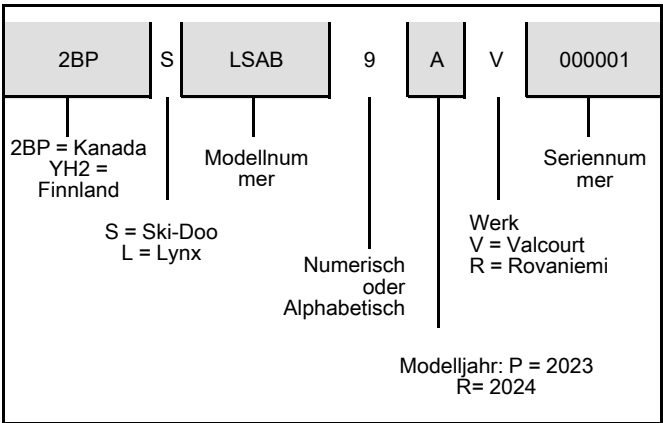 2BP S LSAB 9 A V 000001
2BP = Kanada
YH2 =
Finnland
S = Ski-Doo
L = Lynx
Modellnum
mer
Numerisch
oder
Alphabetisch
Modelljahr: P = 2023
R= 2024
Werk
V = Valcourt
R = Rovaniemi
Seriennum
mer